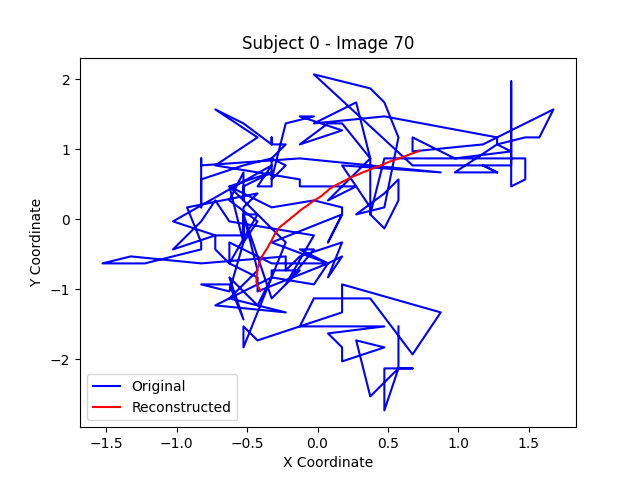 Subject 0 - Image 70
Y Coordinate
2
1
0
−1
−2
Original
Reconstructed
−1.5 −1.0 −0.5 0.0 0.5 1.0 1.5
X Coordinate